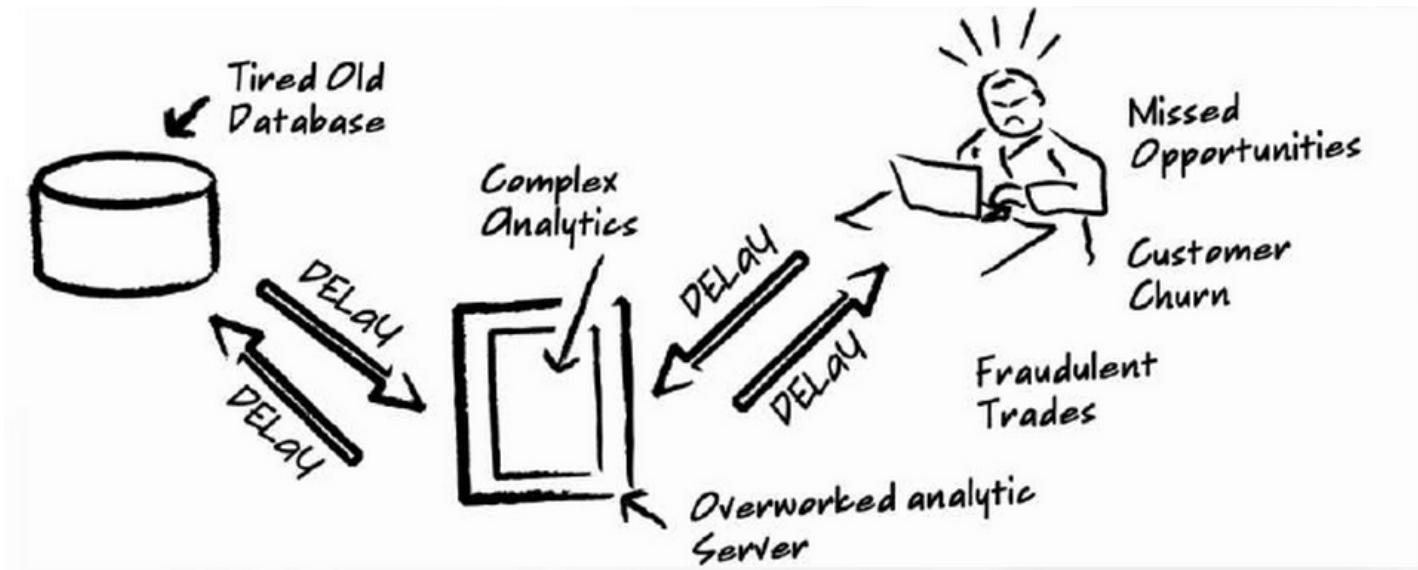 Tired Old
Database
Complex
Analytics
DELAY
DELAY
DELAY
DELAY
Missed
Opportunities
Customer
Churn
Fraudulent
Trades
Overworked analytic
Server